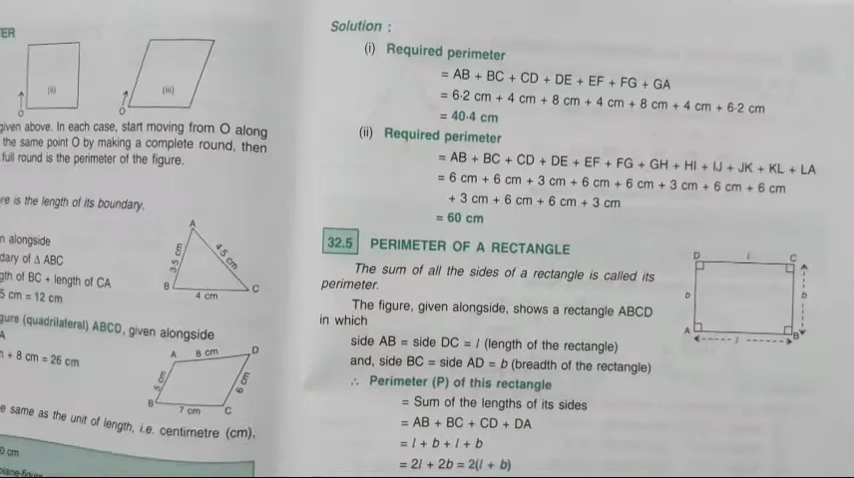 ER
(ii)
(iii)
O
O
given above. In each case, start moving from O along
the same point O by making a complete round, then
full round is the perimeter of the figure.
re is the length of its boundary.
n alongside
dary of Δ ABC
gth of BC + length of CA
5 cm = 12 cm
A
3.5 cm
4.5 cm
B
4 cm
C
gure (quadrilateral) ABCD, given alongside
A
n + 8 cm = 26 cm
A
8 cm
D
5 cm
6 cm
B
7 cm
C
e same as the unit of length, i.e. centimetre (cm),
0 cm
plane-figure
Solution :
(i) Required perimeter
= AB + BC + CD + DE + EF + FG + GA
= 6·2 cm + 4 cm + 8 cm + 4 cm + 8 cm + 4 cm + 6·2 cm
= 40·4 cm
(ii) Required perimeter
= AB + BC + CD + DE + EF + FG + GH + HI + IJ + JK + KL + LA
= 6 cm + 6 cm + 3 cm + 6 cm + 6 cm + 3 cm + 6 cm + 6 cm
+ 3 cm + 6 cm + 6 cm + 3 cm
= 60 cm
32.5 PERIMETER OF A RECTANGLE
The sum of all the sides of a rectangle is called its
perimeter.
The figure, given alongside, shows a rectangle ABCD
in which
side AB = side DC = l (length of the rectangle)
and, side BC = side AD = b (breadth of the rectangle)
∴ Perimeter (P) of this rectangle
= Sum of the lengths of its sides
= AB + BC + CD + DA
= l + b + l + b
= 2l + 2b = 2(l + b)
D
l
C
b
b
A
l
B